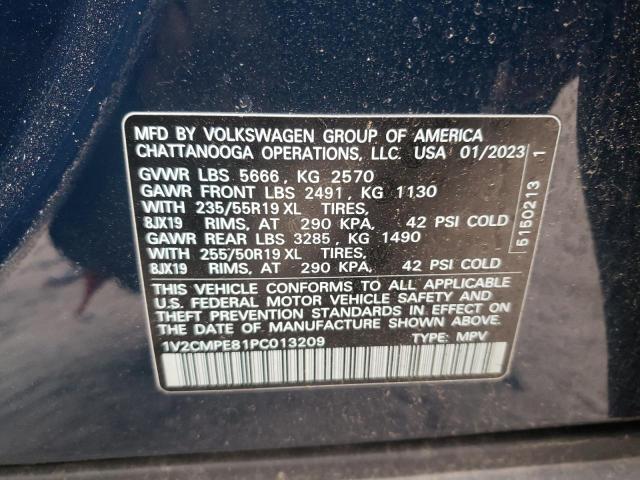 MFD BY VOLKSWAGEN GROUP OF AMERICA
CHATTANOOGA OPERATIONS, LLC. USA 01/2023
GVWR LBS 5666, KG 2570
GAWR FRONT LBS 2491, KG 1130
WITH 235/55R19 XL TIRES,
8JX19 RIMS, AT 290 KPA, 42 PSI COLD
GAWR REAR LBS 3285, KG 1490
WITH 255/50R19 XL TIRES,
8JX19 RIMS, AT 290 KPA, 42 PSI COLD
THIS VEHICLE CONFORMS TO ALL APPLICABLE
U.S. FEDERAL MOTOR VEHICLE SAFETY AND
THEFT PREVENTION STANDARDS IN EFFECT ON
THE DATE OF MANUFACTURE SHOWN ABOVE.
1V2CMPE81PC013209 TYPE: MPV
5150213 1